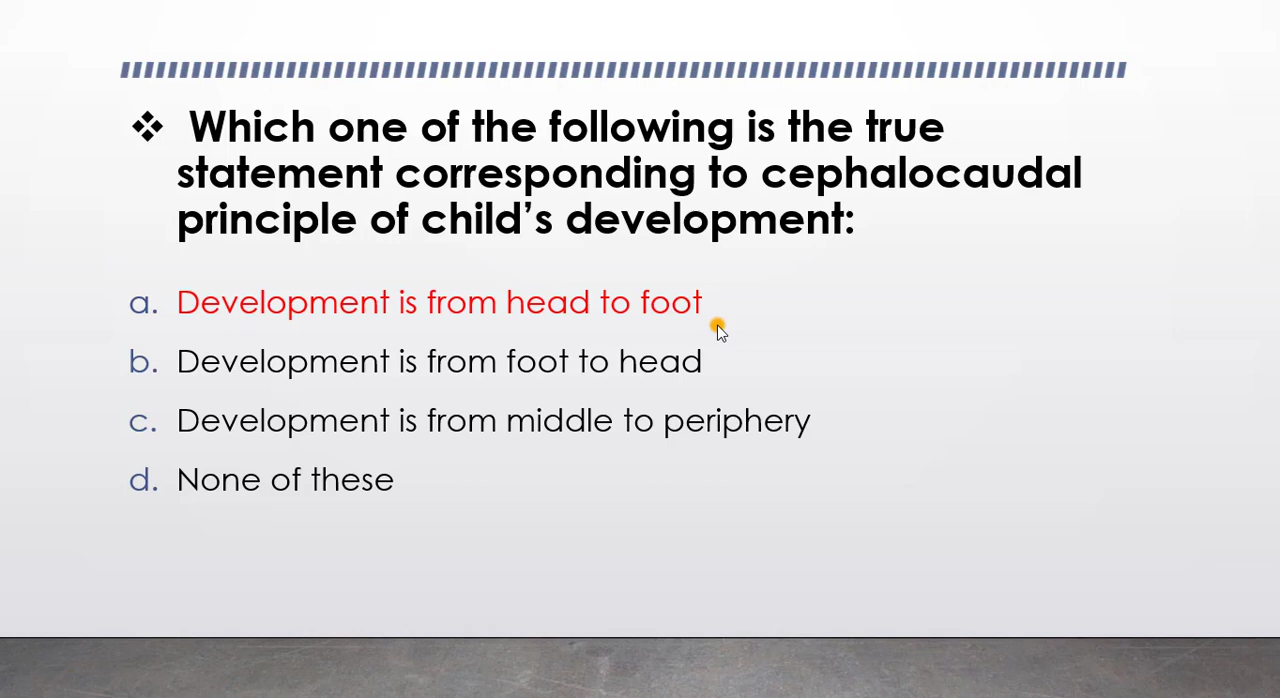 ❖ Which one of the following is the true
statement corresponding to cephalocaudal
principle of child’s development:
a. Development is from head to foot
b. Development is from foot to head
c. Development is from middle to periphery
d. None of these